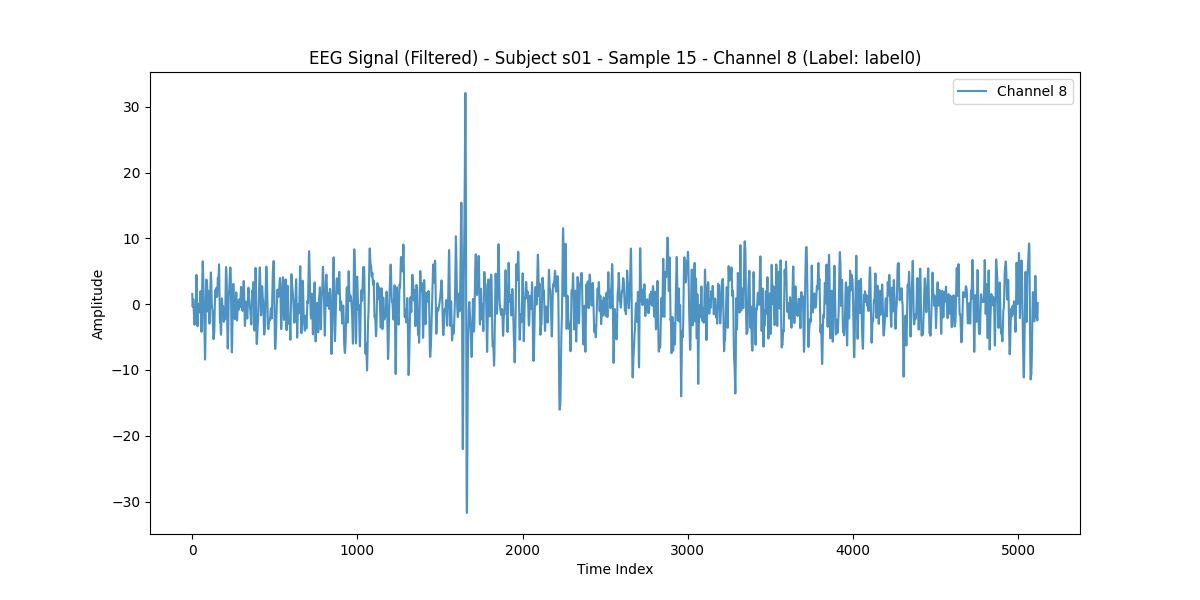 EEG Signal (Filtered) - Subject s01 - Sample 15 - Channel 8 (Label: label0)
Channel 8
30
20
10
0
−10
−20
−30
Amplitude
0 1000 2000 3000 4000 5000
Time Index